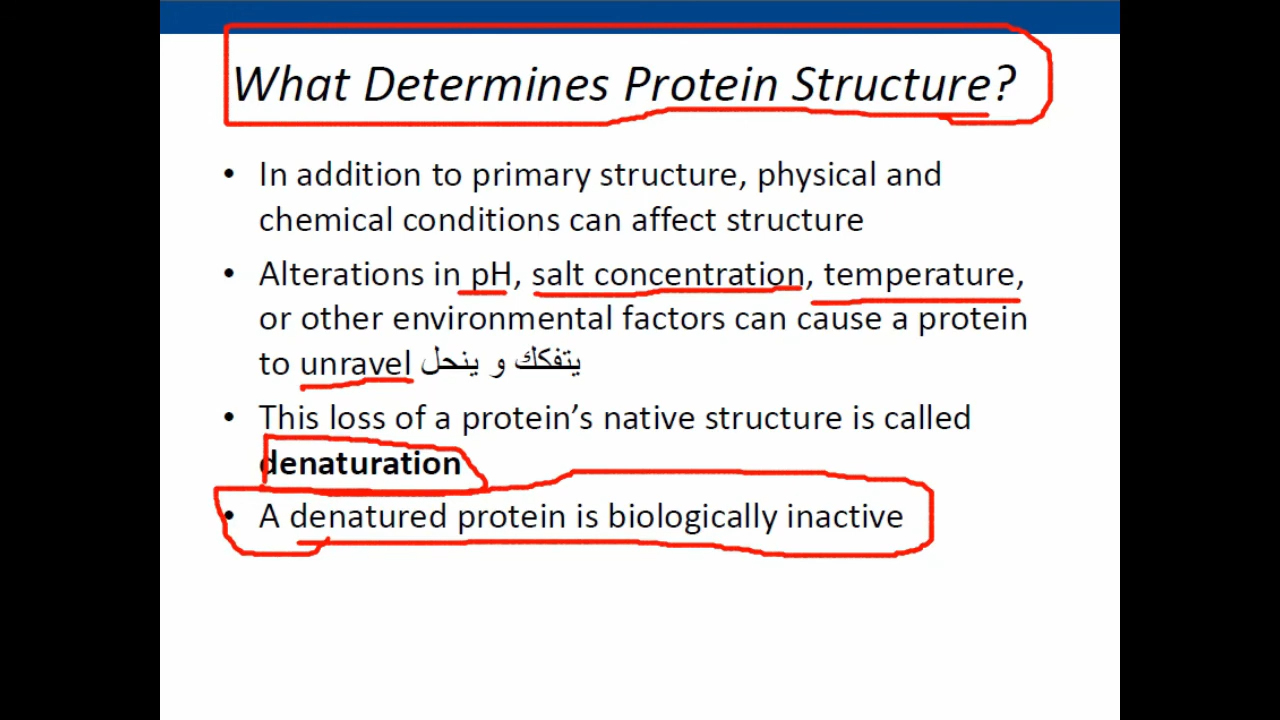 What Determines Protein Structure?
• In addition to primary structure, physical and
chemical conditions can affect structure
• Alterations in pH, salt concentration, temperature,
or other environmental factors can cause a protein
to unravel يتفكك و ينحل
• This loss of a protein’s native structure is called
denaturation
• A denatured protein is biologically inactive